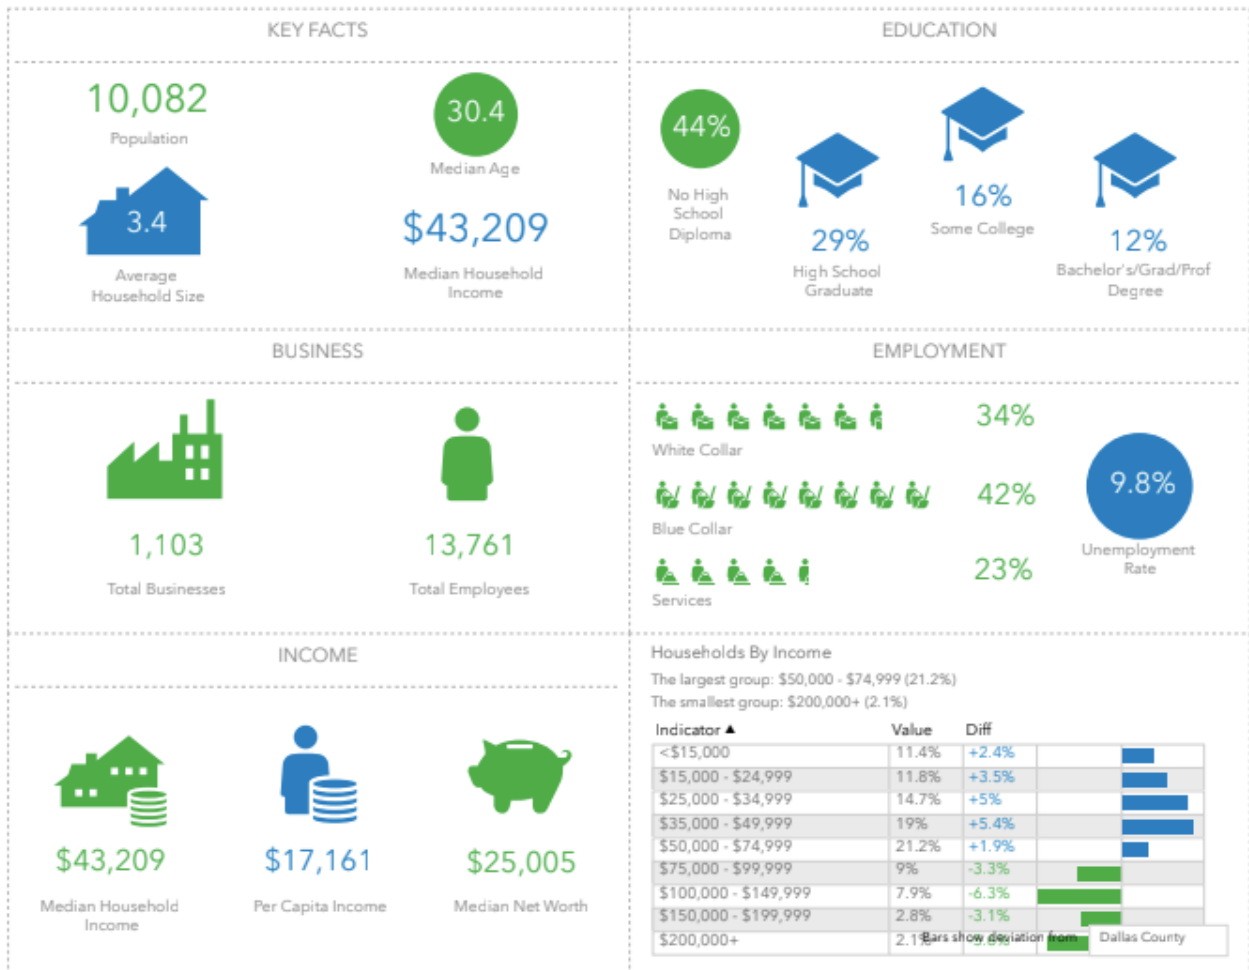 KEY FACTS
10,082
Population
30.4
Median Age
3.4
Average
Household Size
$43,209
Median Household
Income
EDUCATION
44%
No High
School
Diploma
29%
High School
Graduate
16%
Some College
12%
Bachelor's/Grad/Prof
Degree
BUSINESS
1,103
Total Businesses
13,761
Total Employees
EMPLOYMENT
34%
White Collar
42%
Blue Collar
23%
Services
9.8%
Unemployment
Rate
INCOME
$43,209
Median Household
Income
$17,161
Per Capita Income
$25,005
Median Net Worth
Households By Income
The largest group: $50,000 - $74,999 (21.2%)
The smallest group: $200,000+ (2.1%)
Indicator ▲ Value Diff
<$15,000 11.4% +2.4%
$15,000 - $24,999 11.8% +3.5%
$25,000 - $34,999 14.7% +5%
$35,000 - $49,999 19% +5.4%
$50,000 - $74,999 21.2% +1.9%
$75,000 - $99,999 9% -3.3%
$100,000 - $149,999 7.9% -6.3%
$150,000 - $199,999 2.8% -3.1%
$200,000+ 2.1%
Bars show deviation from Dallas County